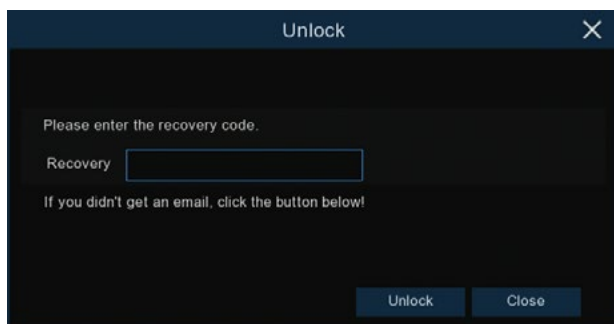 Unlock
Please enter the recovery code.
Recovery
If you didn't get an email, click the button below!
Unlock Close